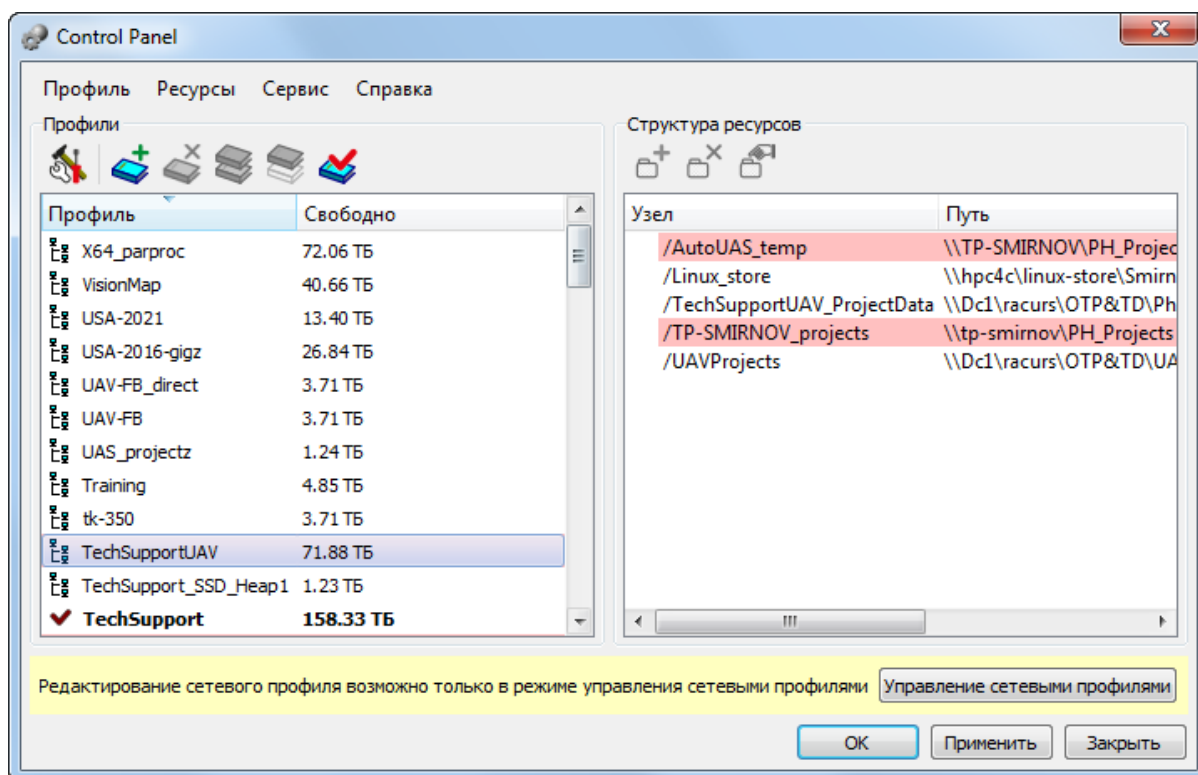 Control Panel
Профиль Ресурсы Сервис Справка
Профили
Профиль Свободно
X64_parproc 72.06 ТБ
VisionMap 40.66 ТБ
USA-2021 13.40 ТБ
USA-2016-gigz 26.84 ТБ
UAV-FB_direct 3.71 ТБ
UAV-FB 3.71 ТБ
UAS_projectz 1.24 ТБ
Training 4.85 ТБ
tk-350 3.71 ТБ
TechSupportUAV 71.88 ТБ
TechSupport_SSD_Heap1 1.23 ТБ
TechSupport 158.33 ТБ
Структура ресурсов
Узел Путь
/AutoUAS_temp \\TP-SMIRNOV\PH_Projec
/Linux_store \\hpc4c\linux-store\Smirn
/TechSupportUAV_ProjectData \\Dc1\racurs\OTP&TD\Ph
/TP-SMIRNOV_projects \\tp-smirnov\PH_Projects
/UAVProjects \\Dc1\racurs\OTP&TD\UA
Редактирование сетевого профиля возможно только в режиме управления сетевыми профилями Управление сетевыми профилями
OK Применить Закрыть